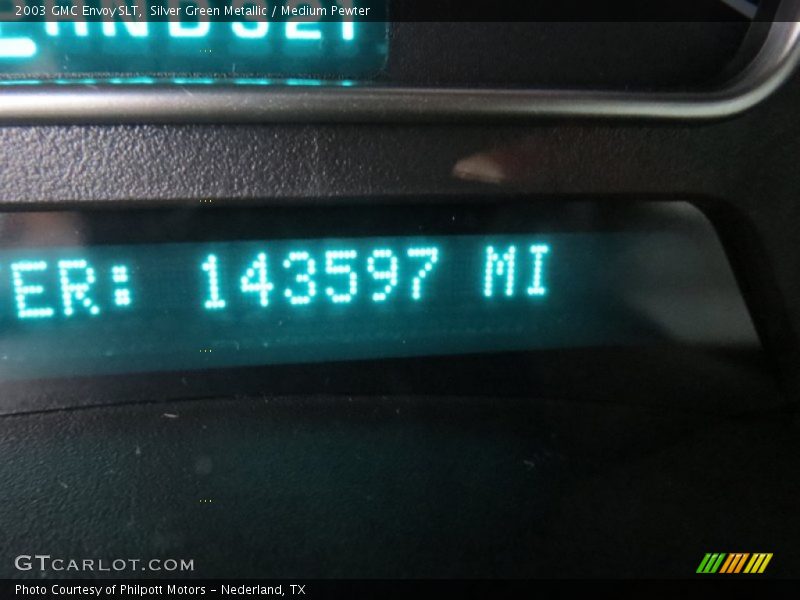 2003 GMC Envoy SLT,  Silver Green Metallic / Medium Pewter
ER: 143597 MI
GTCARLOT.COM
Photo Courtesy of Philpott Motors - Nederland, TX